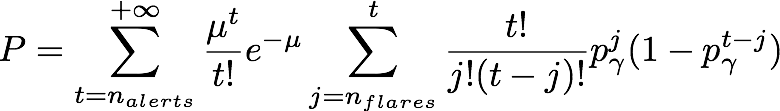 P = \sum_{t=n_{alerts}}^{+\infty} \frac{\mu^t}{t!} e^{-\mu} \sum_{j=n_{flares}}^{t} \frac{t!}{j!(t-j)!} p_\gamma^j (1 - p_\gamma^{t-j})